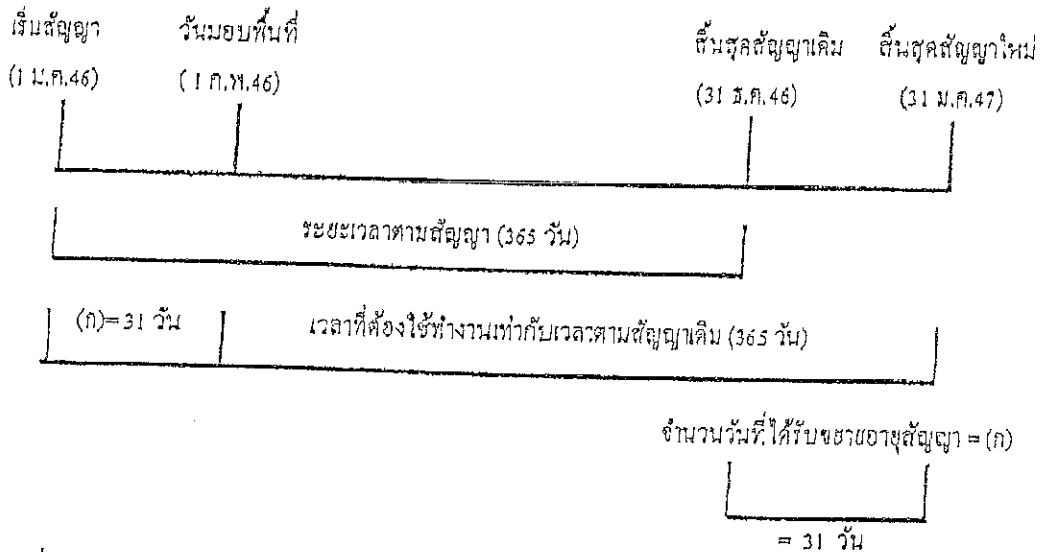 เริ่มสัญญา วันมอบพื้นที่ สิ้นสุดสัญญาเดิม สิ้นสุดสัญญาใหม่
(1 ม.ค.46) (1 ก.พ.46) (31 ธ.ค.46) (31 ม.ค.47)
ระยะเวลาตามสัญญา (365 วัน)
(ก)=31 วัน เวลาที่ต้องใช้ทำงานเท่ากับเวลาตามสัญญาเดิม (365 วัน)
จำนวนวันที่ได้รับขยายอายุสัญญา = (ก)
= 31 วัน